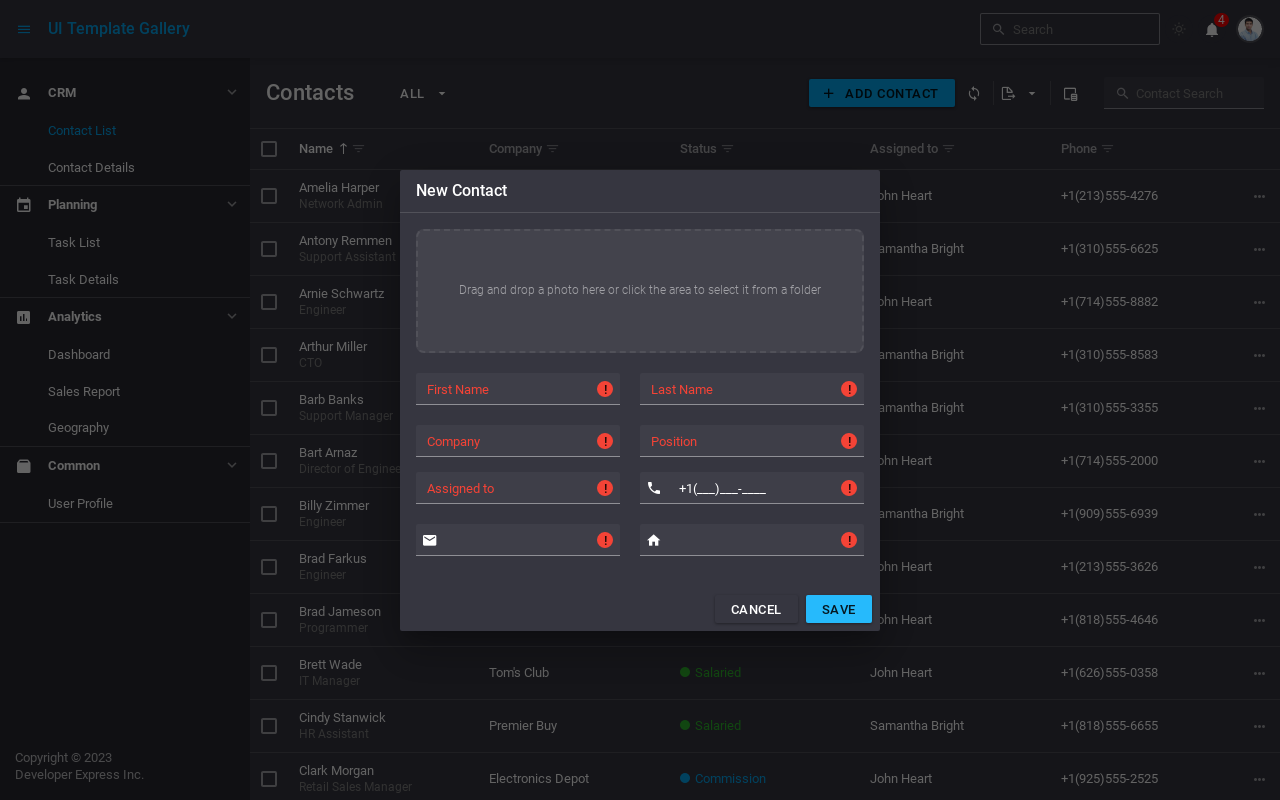 UI Template Gallery
Search
4
CRM
Contact List
Contact Details
Planning
Task List
Task Details
Analytics
Dashboard
Sales Report
Geography
Common
User Profile
Copyright © 2023
Developer Express Inc.
Contacts
ALL
ADD CONTACT
Contact Search
Name Company Status Assigned to Phone
Amelia Harper
Network Admin
ohn Heart
+1(213)555-4276
Antony Remmen
Support Assistant
amantha Bright
+1(310)555-6625
Arnie Schwartz
Engineer
ohn Heart
+1(714)555-8882
Arthur Miller
CTO
amantha Bright
+1(310)555-8583
Barb Banks
Support Manager
amantha Bright
+1(310)555-3355
Bart Arnaz
Director of Enginee
ohn Heart
+1(714)555-2000
Billy Zimmer
Engineer
amantha Bright
+1(909)555-6939
Brad Farkus
Engineer
ohn Heart
+1(213)555-3626
Brad Jameson
Programmer
ohn Heart
+1(818)555-4646
Brett Wade
IT Manager
Tom's Club
Salaried
John Heart
+1(626)555-0358
Cindy Stanwick
HR Assistant
Premier Buy
Salaried
Samantha Bright
+1(818)555-6655
Clark Morgan
Retail Sales Manager
Electronics Depot
Commission
John Heart
+1(925)555-2525
New Contact
Drag and drop a photo here or click the area to select it from a folder
First Name
Last Name
Company
Position
Assigned to
+1(___)___-____
CANCEL
SAVE